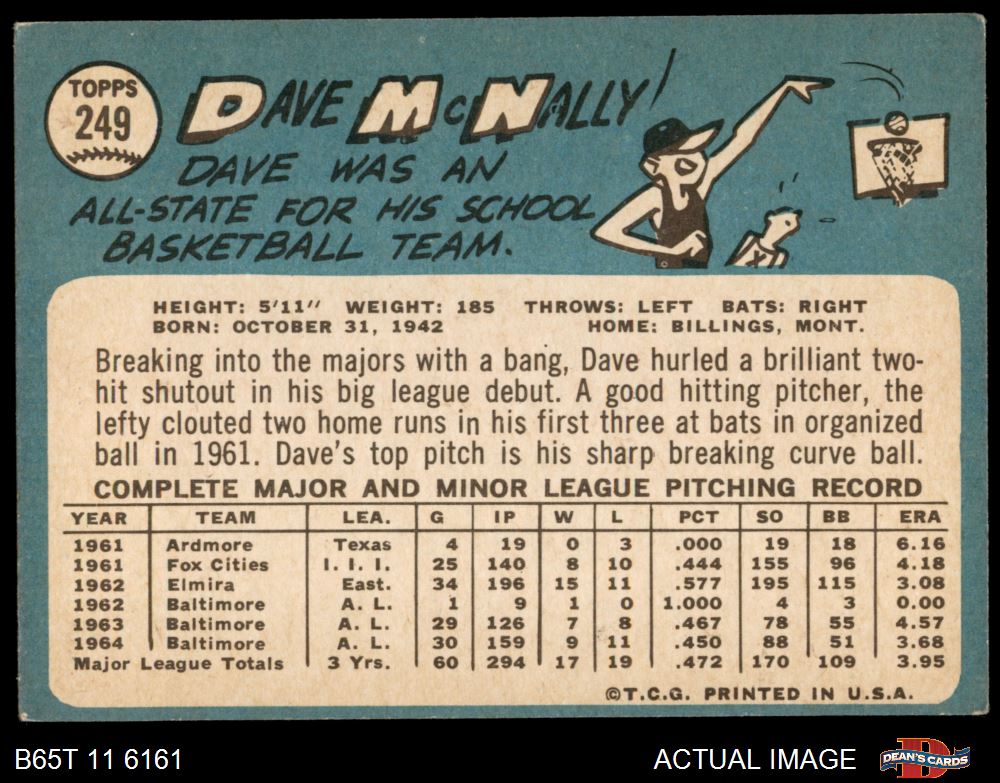 TOPPS
249
DAVE MCNALLY
DAVE WAS AN
ALL-STATE FOR HIS SCHOOL
BASKETBALL TEAM.
HEIGHT: 5'11" WEIGHT: 185 THROWS: LEFT BATS: RIGHT
BORN: OCTOBER 31, 1942 HOME: BILLINGS, MONT.
Breaking into the majors with a bang, Dave hurled a brilliant two-
hit shutout in his big league debut. A good hitting pitcher, the
lefty clouted two home runs in his first three at bats in organized
ball in 1961. Dave's top pitch is his sharp breaking curve ball.
COMPLETE MAJOR AND MINOR LEAGUE PITCHING RECORD
YEAR TEAM LEA. G IP W L PCT SO BB ERA
1961 Ardmore Texas 4 19 0 3 .000 19 18 6.16
1961 Fox Cities I. I. I. 25 140 8 10 .444 155 96 4.18
1962 Elmira East. 34 196 15 11 .577 195 115 3.08
1962 Baltimore A. L. 1 9 1 0 1.000 4 3 0.00
1963 Baltimore A. L. 29 126 7 8 .467 78 55 4.57
1964 Baltimore A. L. 30 159 9 11 .450 88 51 3.68
Major League Totals 3 Yrs. 60 294 17 19 .472 170 109 3.95
©T.C.G. PRINTED IN U.S.A.
B65T 11 6161 ACTUAL IMAGE DEAN'S CARDS